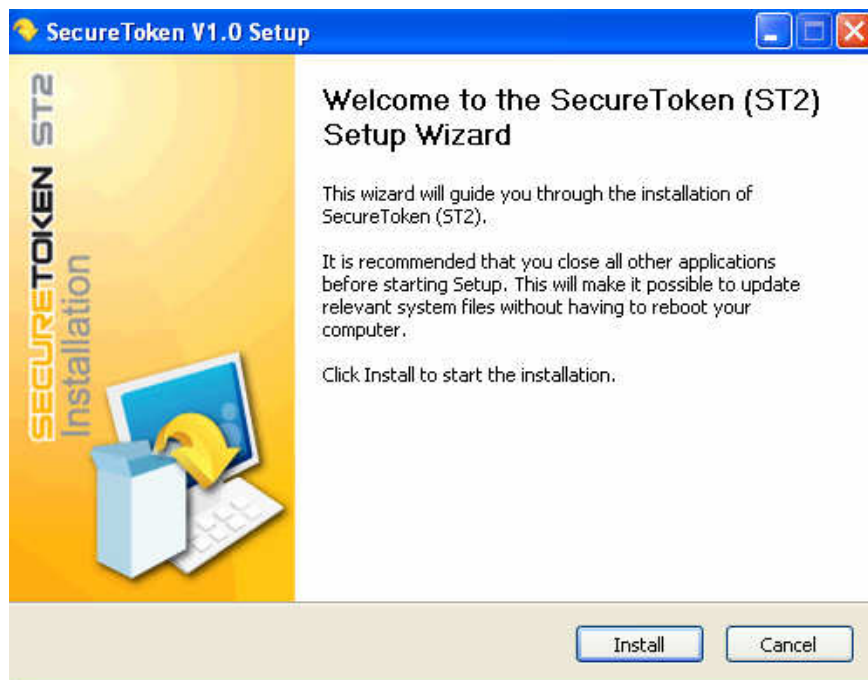 SecureToken V1.0 Setup
SECURETOKEN ST2
Installation
Welcome to the SecureToken (ST2)
Setup Wizard
This wizard will guide you through the installation of
SecureToken (ST2).
It is recommended that you close all other applications
before starting Setup. This will make it possible to update
relevant system files without having to reboot your
computer.
Click Install to start the installation.
Install
Cancel